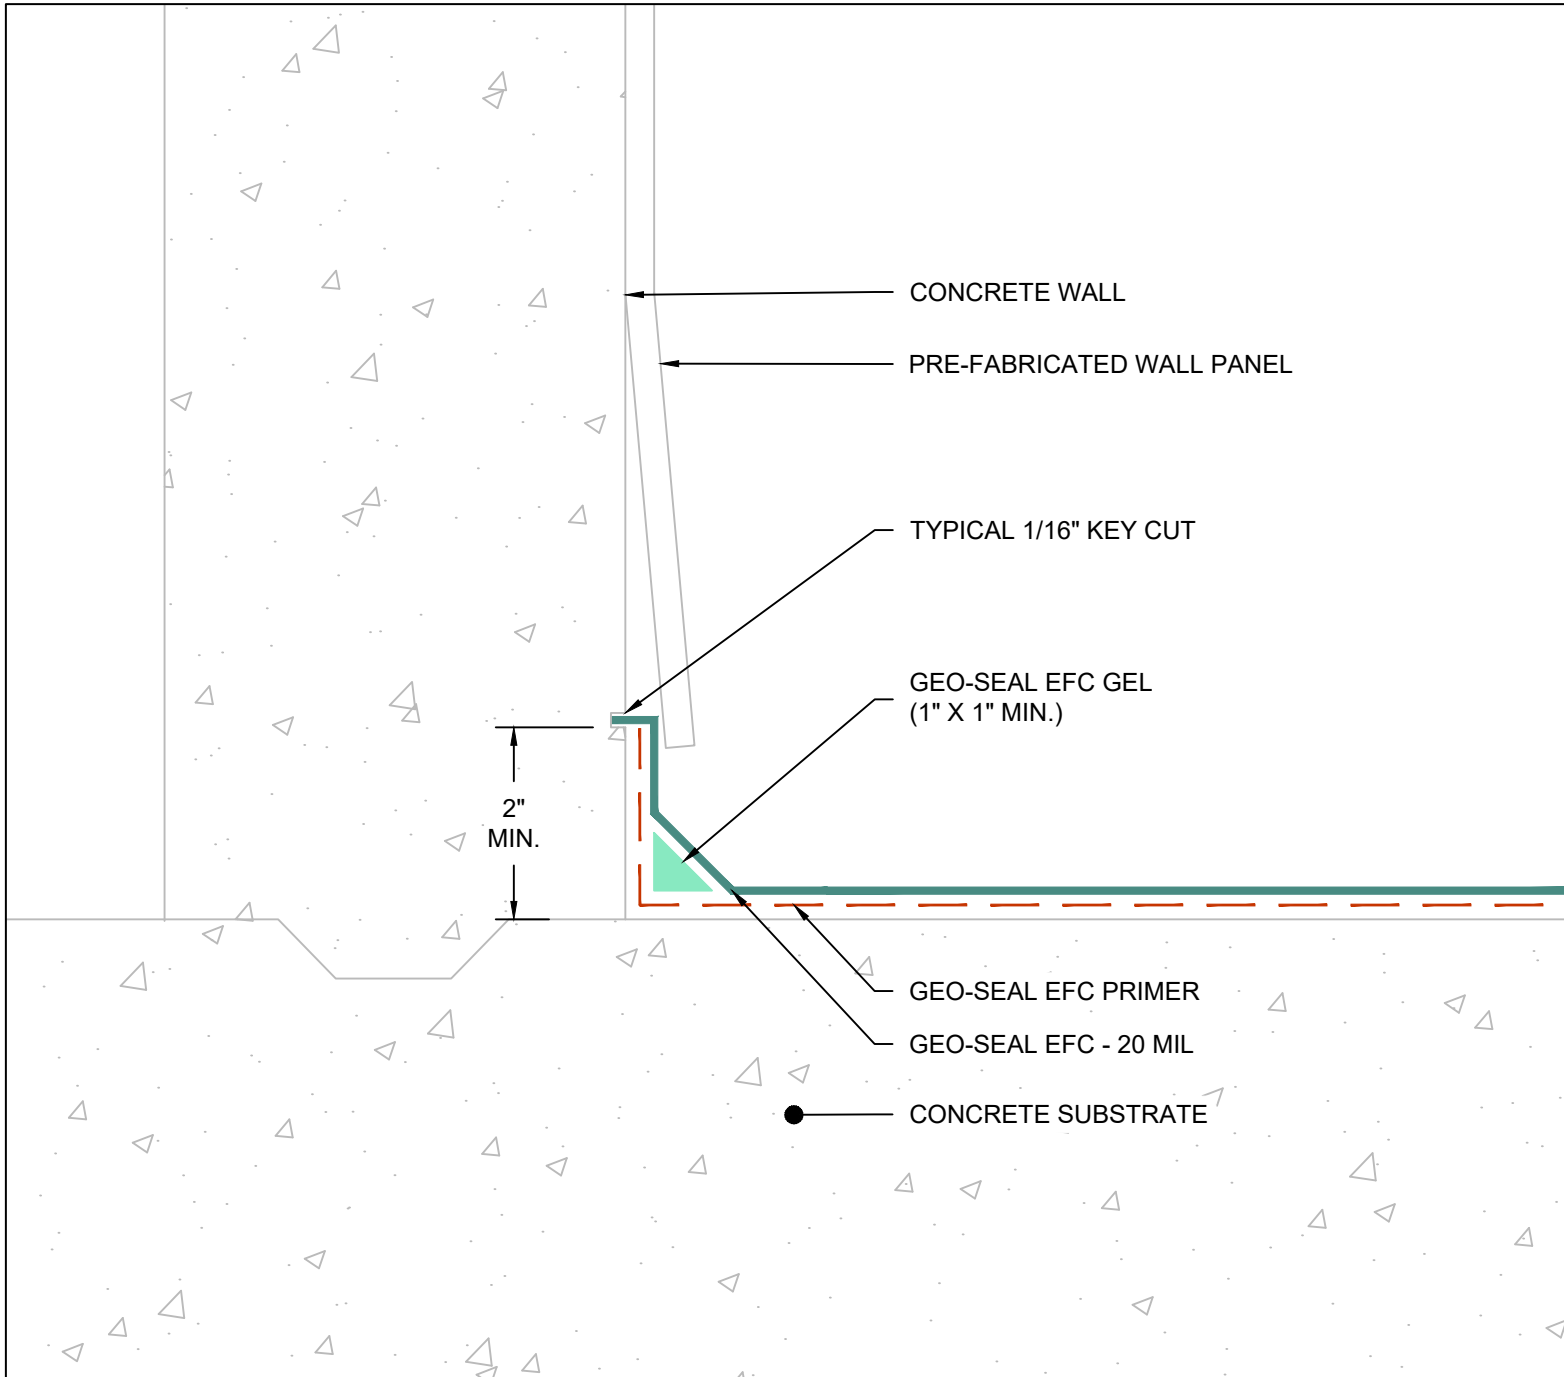 CONCRETE WALL
PRE-FABRICATED WALL PANEL
TYPICAL 1/16" KEY CUT
GEO-SEAL EFC GEL
(1" X 1" MIN.)
2"
MIN.
GEO-SEAL EFC PRIMER
GEO-SEAL EFC - 20 MIL
CONCRETE SUBSTRATE